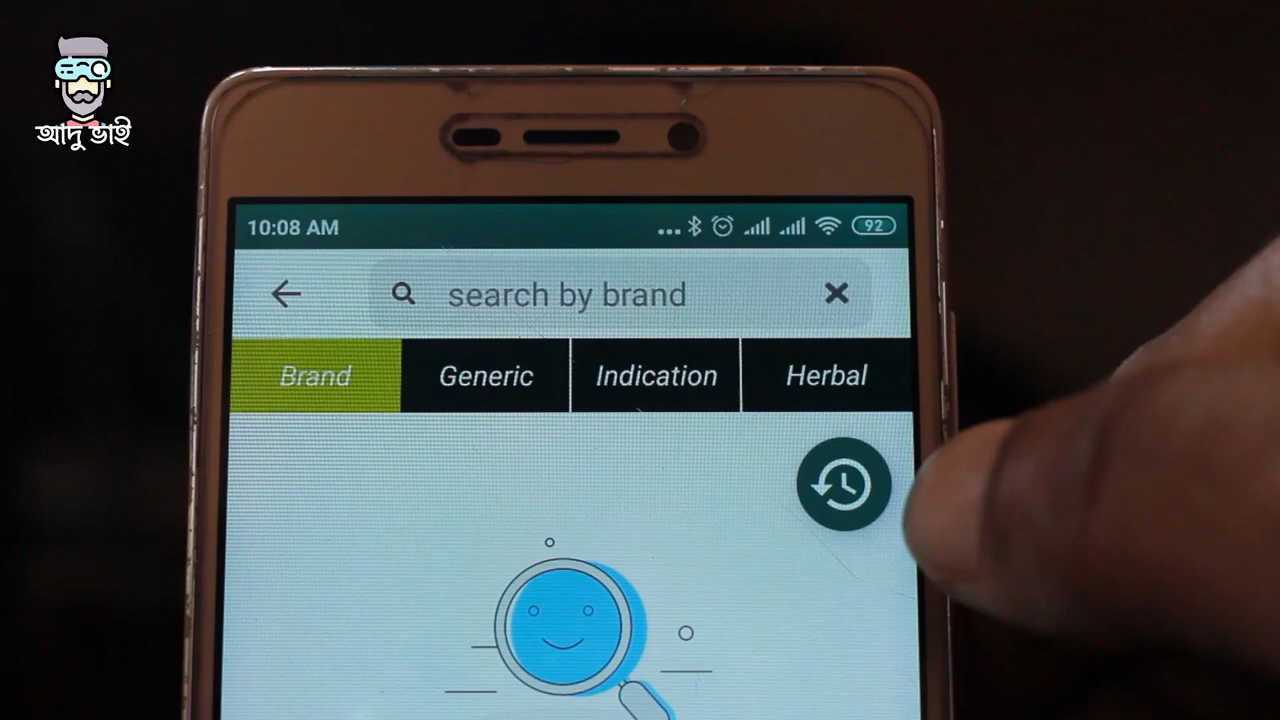 আদু ভাই
10:08 AM
92
search by brand
Brand
Generic
Indication
Herbal